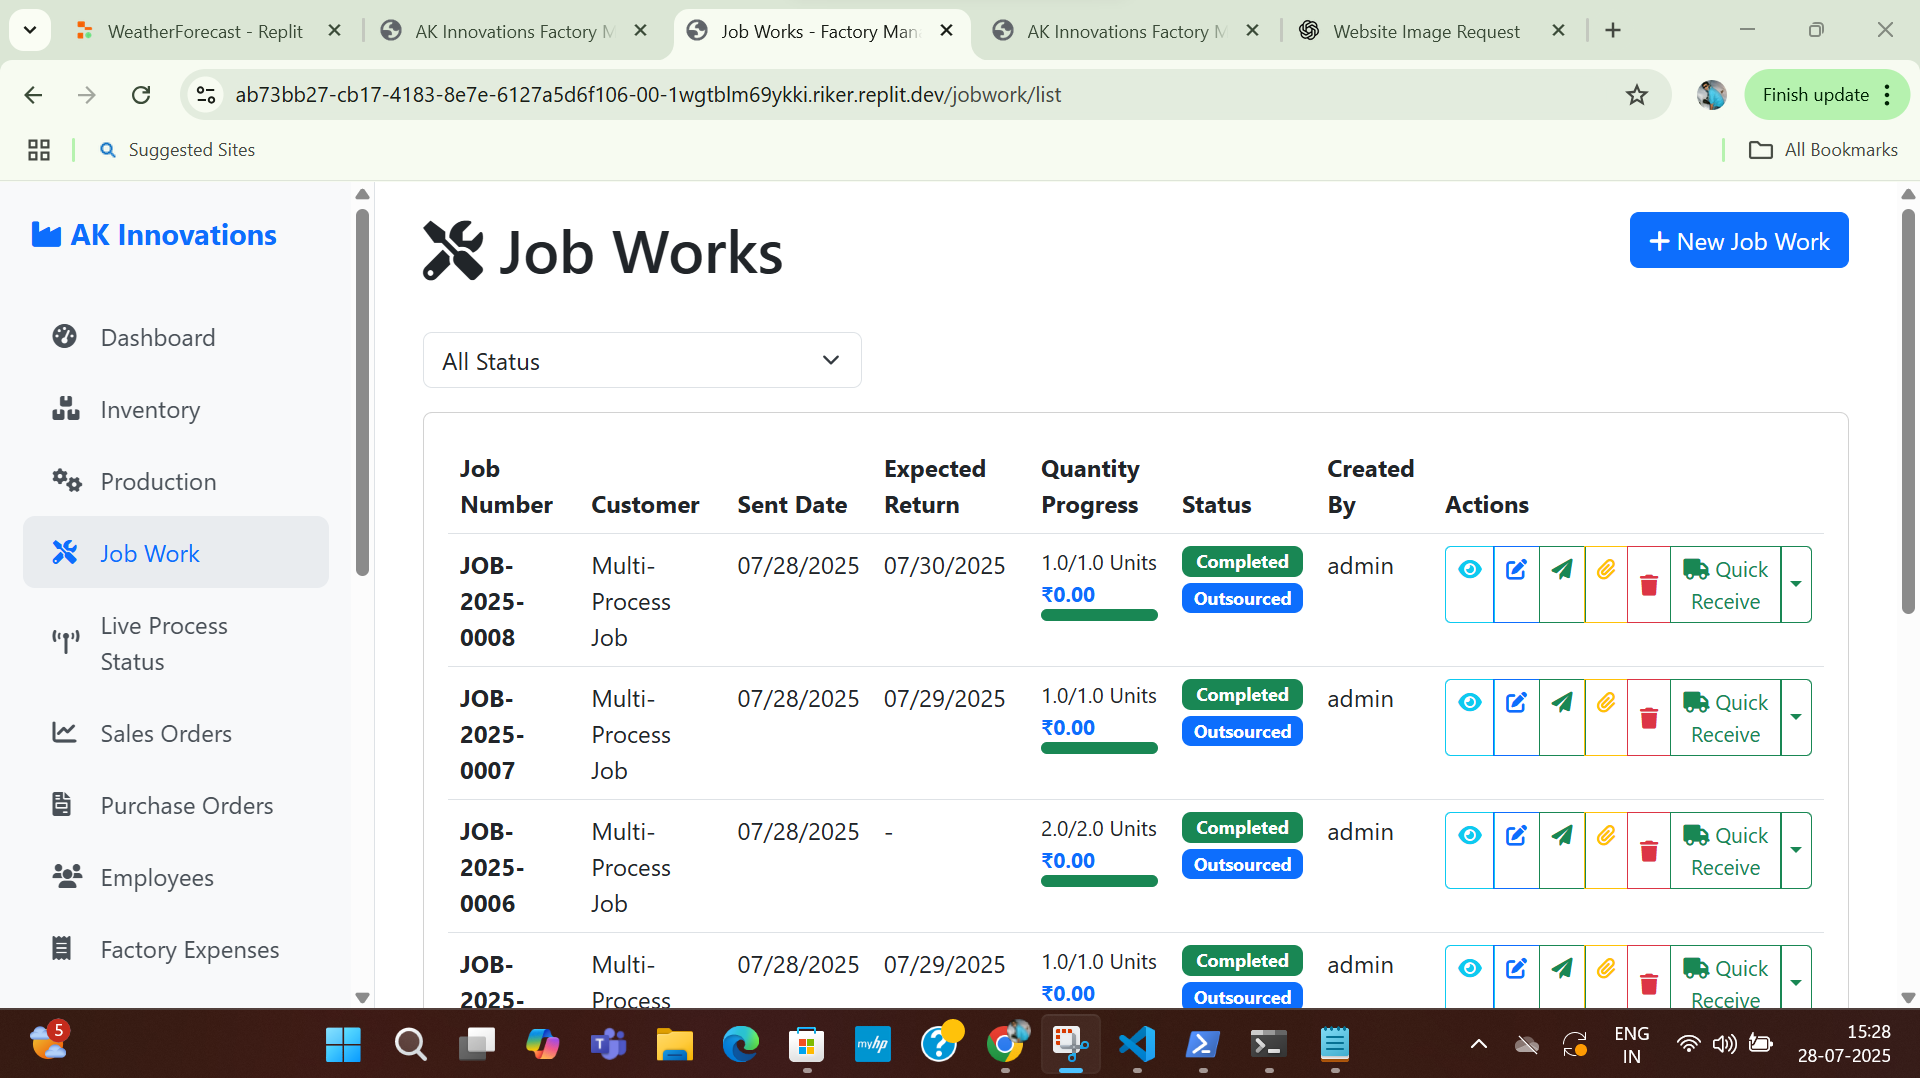 WeatherForecast - Replit
AK Innovations Factory M
Job Works - Factory Man
AK Innovations Factory M
Website Image Request
ab73bb27-cb17-4183-8e7e-6127a5d6f106-00-1wgtblm69ykki.riker.replit.dev/jobwork/list
Finish update
Suggested Sites
All Bookmarks
AK Innovations
Dashboard
Inventory
Production
Job Work
Live Process
Status
Sales Orders
Purchase Orders
Employees
Factory Expenses
Job Works
+ New Job Work
All Status
Job
Number
Customer
Sent Date
Expected
Return
Quantity
Progress
Status
Created
By
Actions
JOB-
2025-
0008
Multi-
Process
Job
07/28/2025
07/30/2025
1.0/1.0 Units
₹0.00
Completed
Outsourced
admin
Quick
Receive
JOB-
2025-
0007
Multi-
Process
Job
07/28/2025
07/29/2025
1.0/1.0 Units
₹0.00
Completed
Outsourced
admin
Quick
Receive
JOB-
2025-
0006
Multi-
Process
Job
07/28/2025
-
2.0/2.0 Units
₹0.00
Completed
Outsourced
admin
Quick
Receive
JOB-
2025-
Multi-
Process
07/28/2025
07/29/2025
1.0/1.0 Units
₹0.00
Completed
Outsourced
admin
Quick
Receive
5
myhp
ENG
IN
15:28
28-07-2025